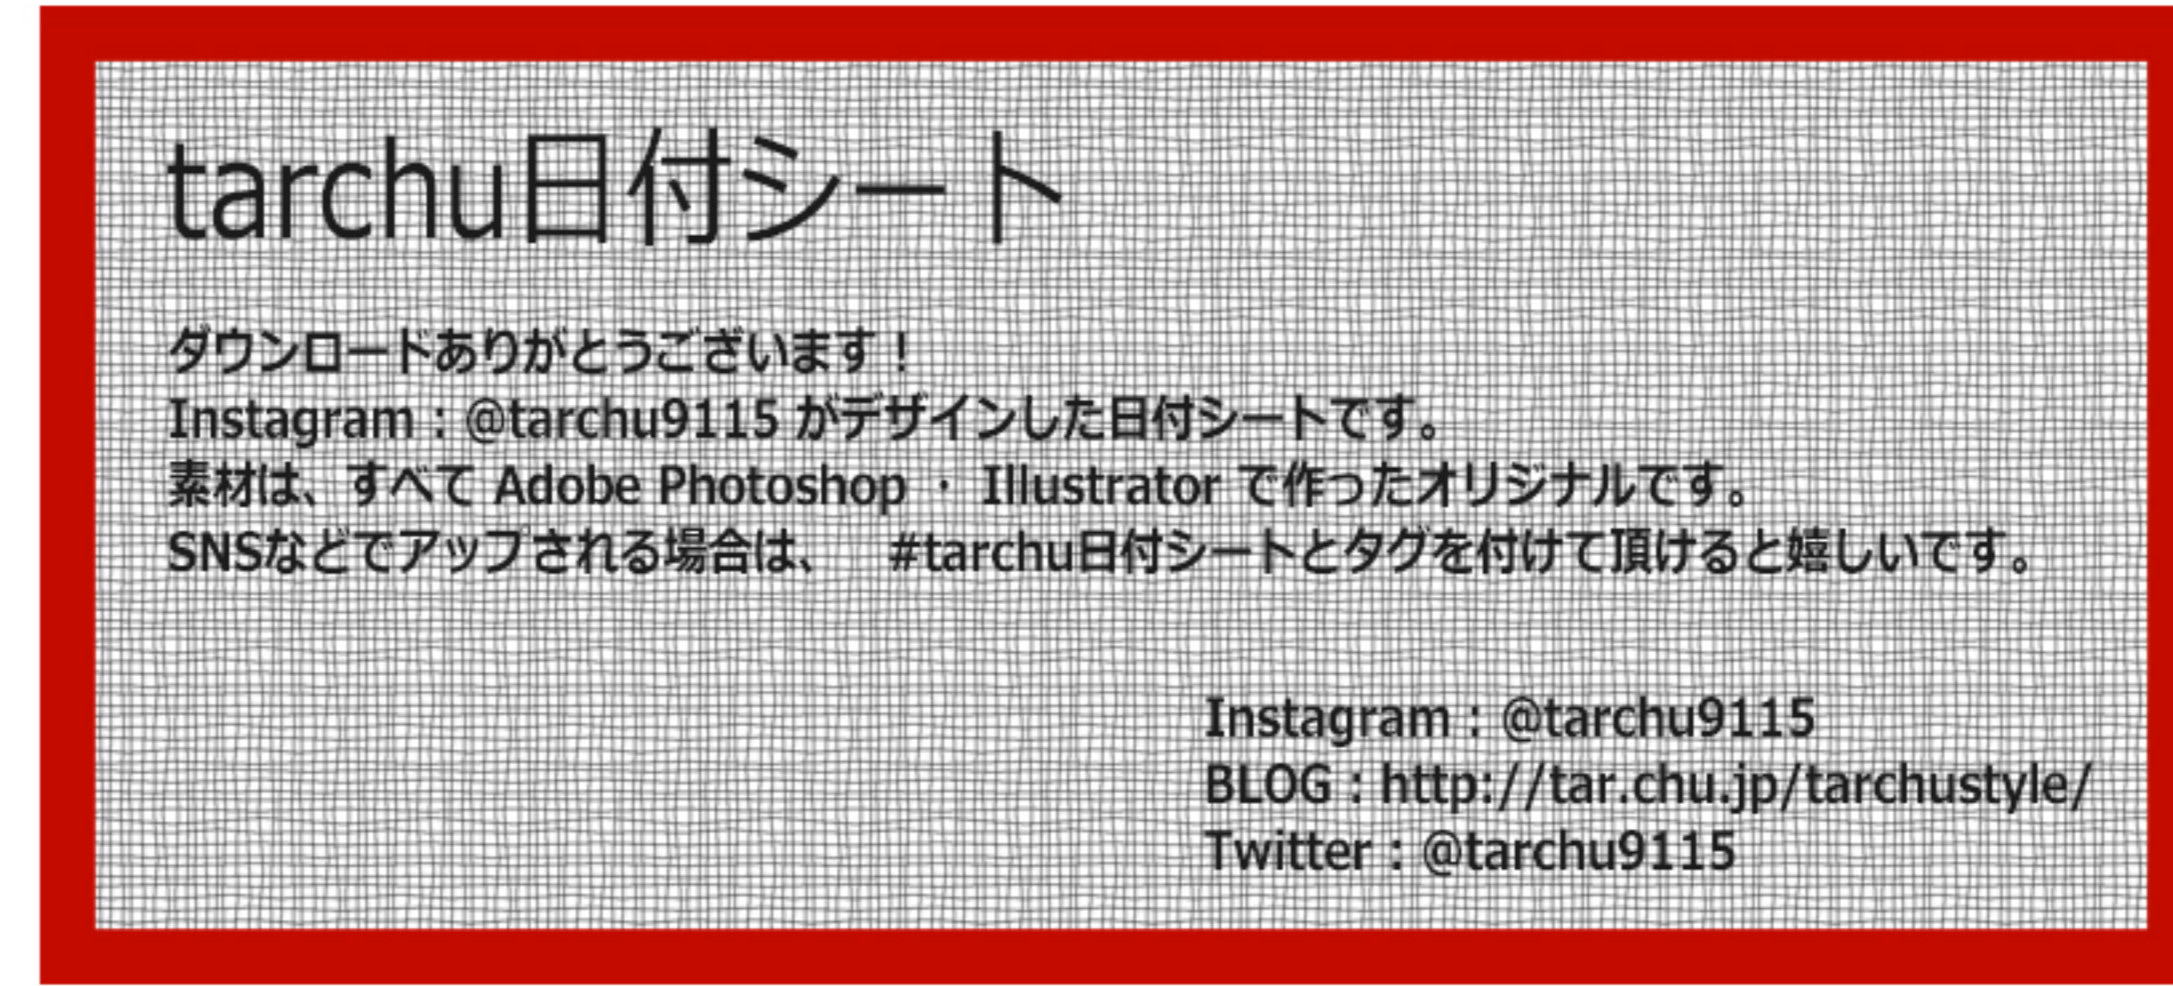 tarchu日付シート
ダウンロードありがとうございます！
Instagram : @tarchu9115 がデザインした日付シートです。
素材は、すべて Adobe Photoshop ・ Illustrator で作ったオリジナルです。
SNSなどでアップされる場合は、　#tarchu日付シートとタグを付けて頂けると嬉しいです。
Instagram : @tarchu9115
BLOG : http://tar.chu.jp/tarchustyle/
Twitter : @tarchu9115